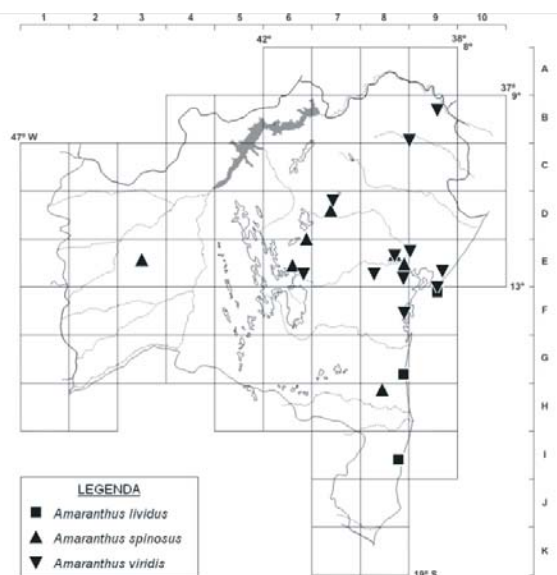 1 2 3 4 5 6 7 8 9 10
42° 38°
8°
A
37°
9°
B
47° W
C
D
E
13°
F
G
H
I
J
K
19° S
LEGENDA
Amaranthus lividus
Amaranthus spinosus
Amaranthus viridis